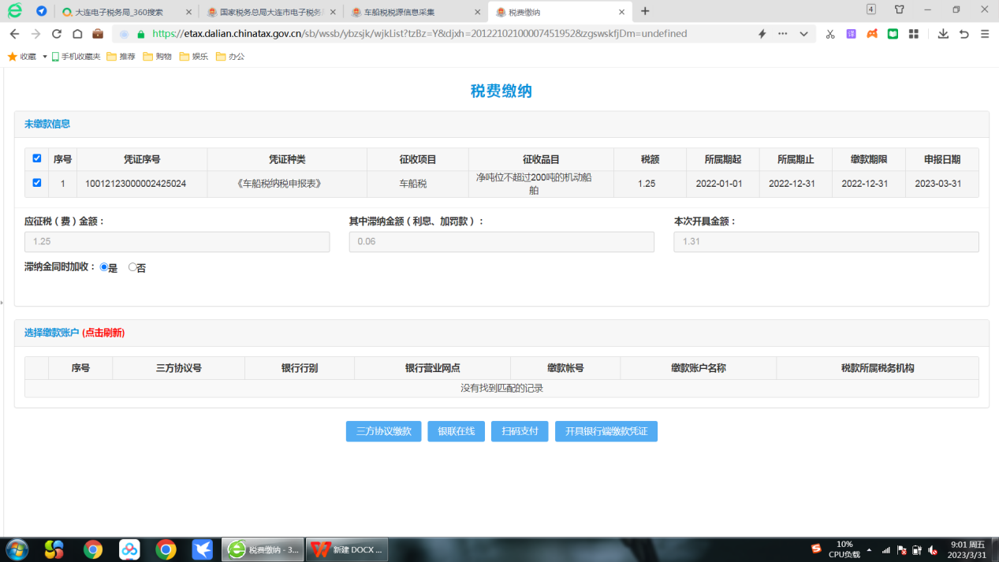 大连电子税务局_360搜索
国家税务总局大连市电子税务
车船税税源信息采集
税费缴纳
4
https://etax.dalian.chinatax.gov.cn/sb/wssb/ybzsjk/wjkList?tzBz=Y&djxh=20122102100007451952&zgswskfjDm=undefined
收藏
手机收藏夹
推荐
购物
娱乐
办公
税费缴纳
未缴款信息
序号 凭证序号 凭证种类 征收项目 征收品目 税额 所属期起 所属期止 缴款期限 申报日期
1 10012123000002425024 《车船税纳税申报表》 车船税 净吨位不超过200吨的机动船
舶 1.25 2022-01-01 2022-12-31 2022-12-31 2023-03-31
应征税（费）金额： 其中滞纳金额（利息、加罚款）： 本次开具金额：
1.25 0.06 1.31
滞纳金同时加收： 是 否
选择缴款账户 (点击刷新)
序号 三方协议号 银行行别 银行营业网点 缴款帐号 缴款账户名称 税款所属税务机构
没有找到匹配的记录
三方协议缴款 银联在线 扫码支付 开具银行端缴款凭证
税费缴纳 - 3...
新建 DOCX ...
10%
CPU负载
9:01 周五
2023/3/31